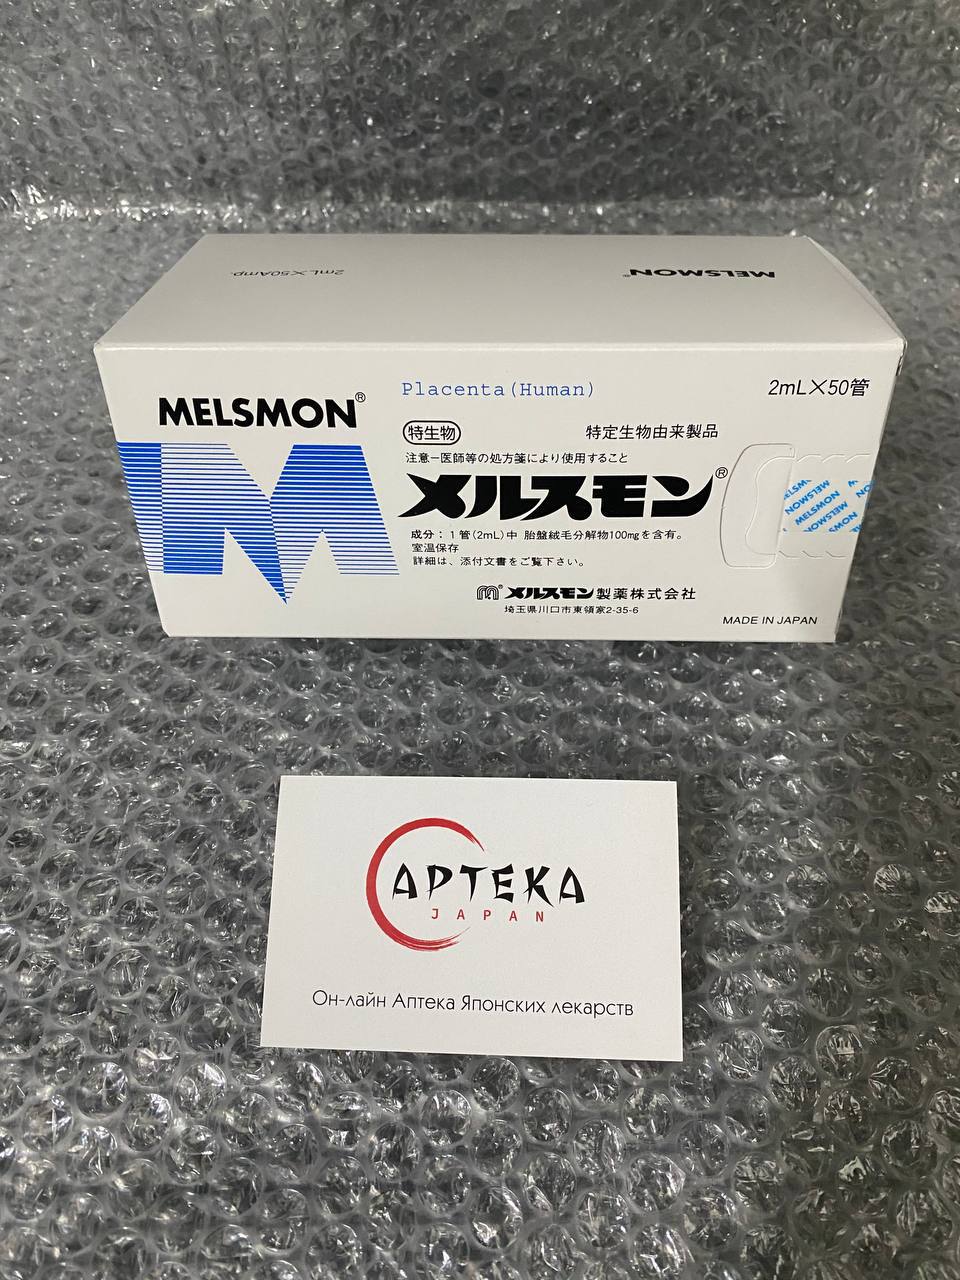 2mL×50Amp.
MELSMON®
Placenta(Human)
2mL×50管
MELSMON®
特生物
特定生物由来製品
注意－医師等の処方箋により使用すること
メルスモン®
成分：1管(2mL)中 胎盤絨毛分解物100mgを含有。
室温保存
詳細は、添付文書をご覧下さい。
メルスモン製薬株式会社
埼玉県川口市東領家2-35-6
MADE IN JAPAN
MELSMON
MELSMON
MELSMON
APTEKA
JAPAN
Он-лайн Аптека Японских лекарств